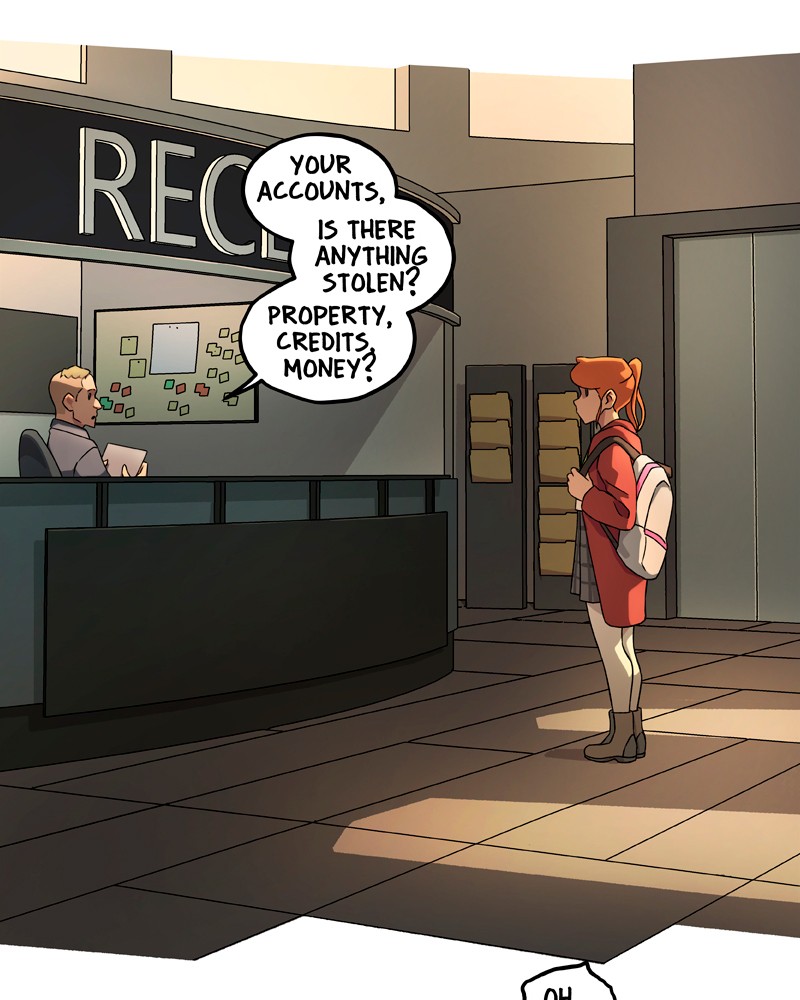 RECE
YOUR
ACCOUNTS,
IS THERE
ANYTHING
STOLEN?
PROPERTY,
CREDITS,
MONEY?
OH